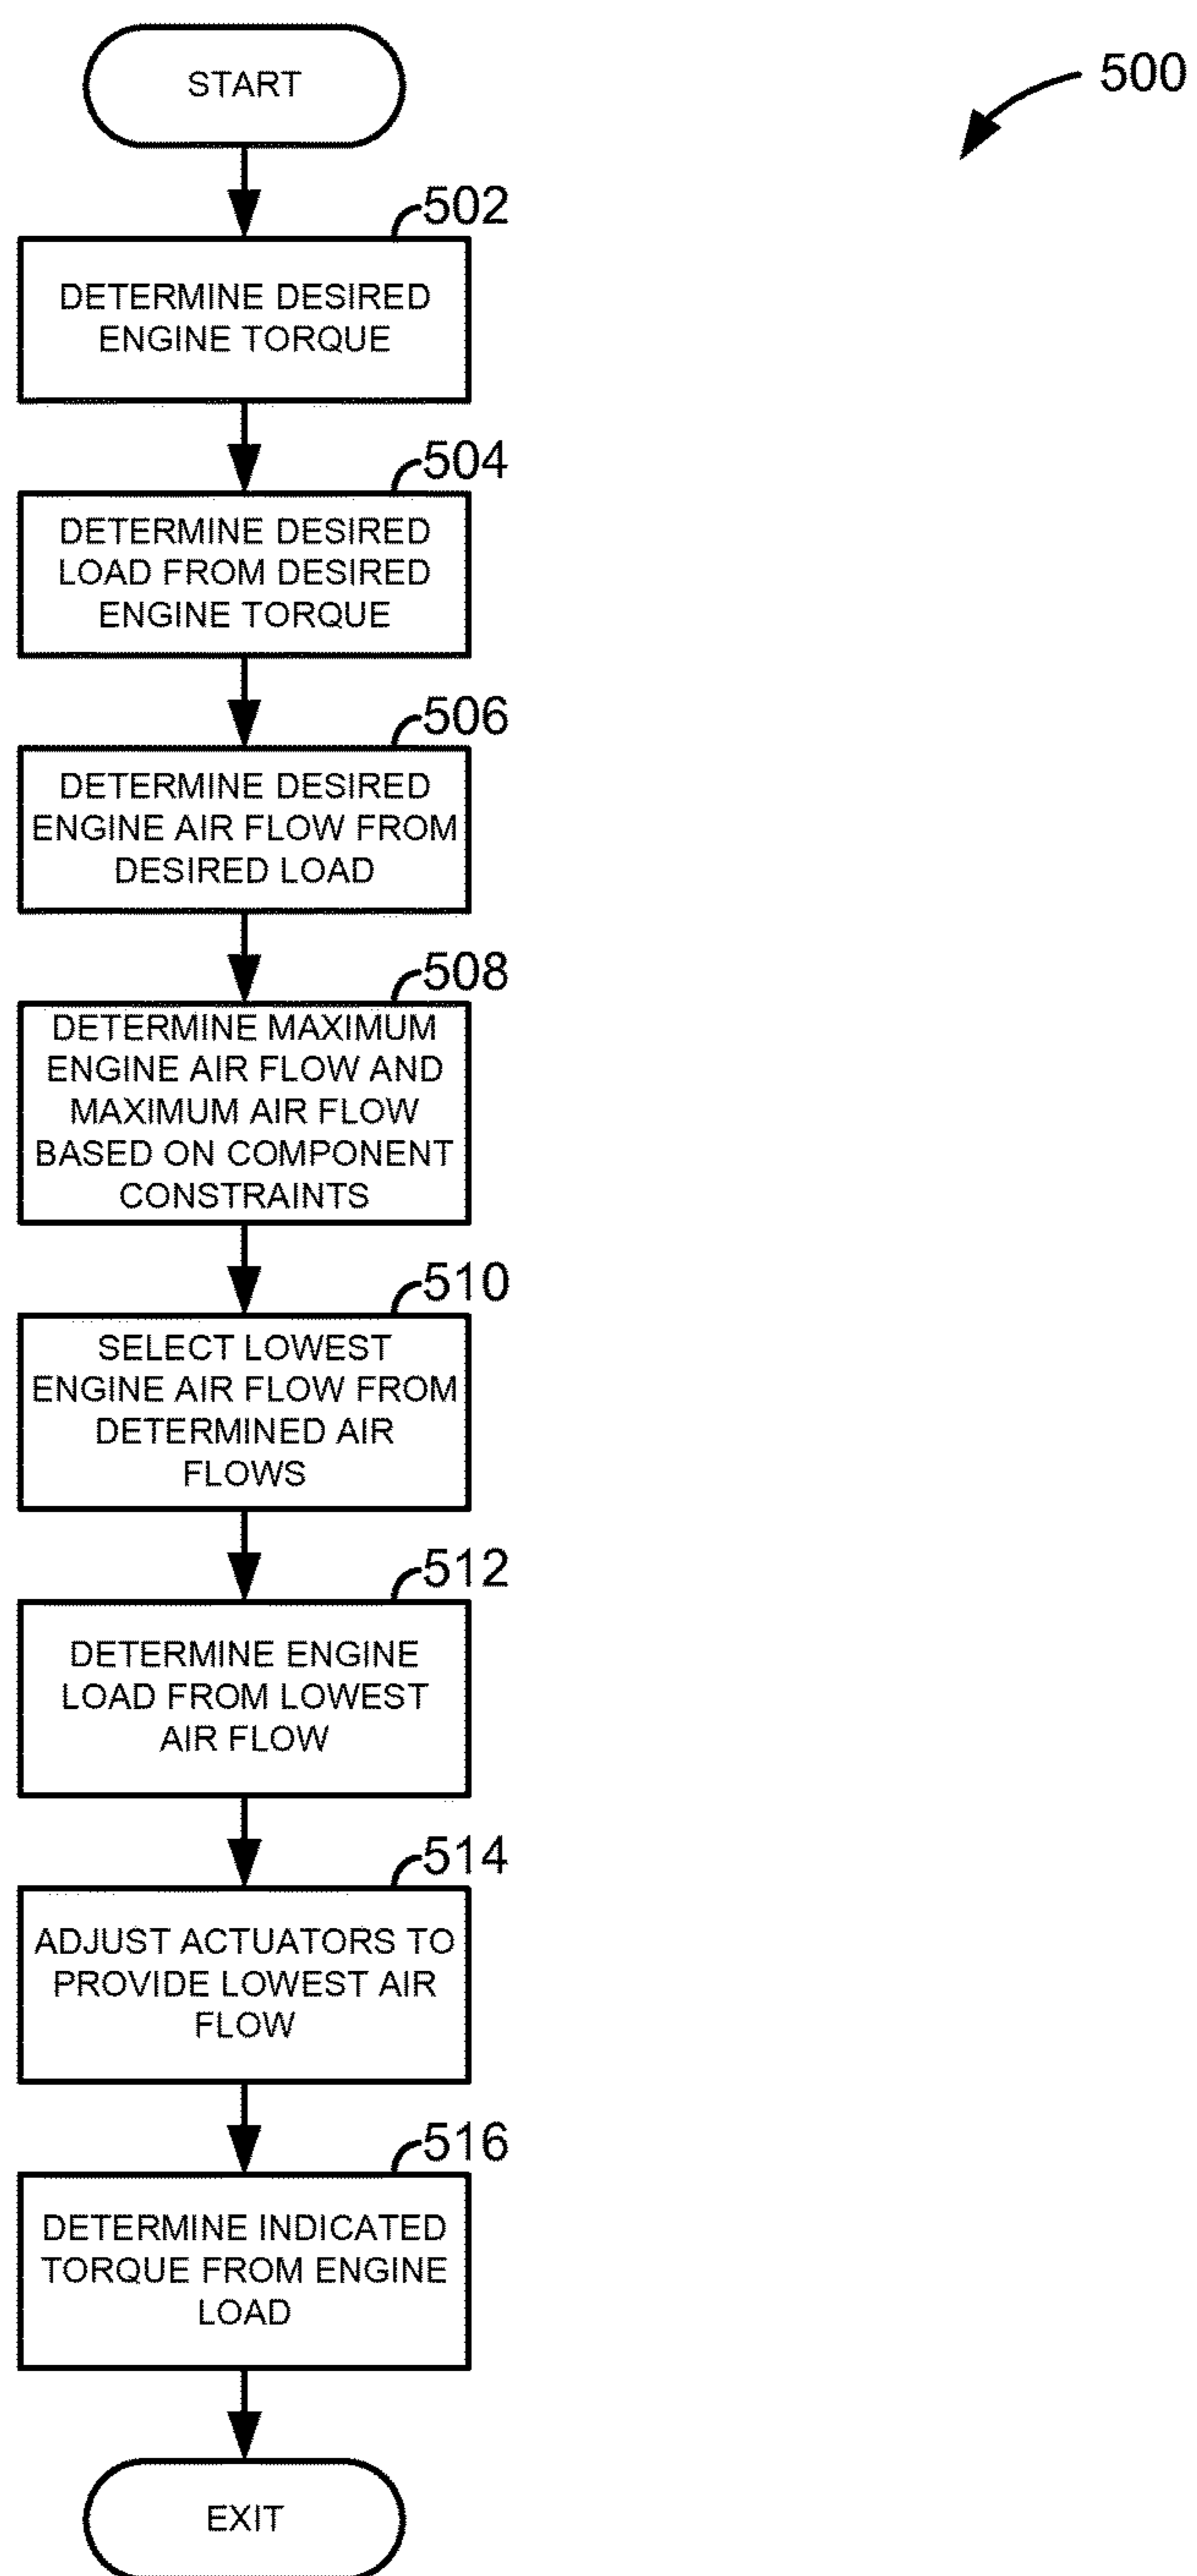 START
500
502
DETERMINE DESIRED
ENGINE TORQUE
504
DETERMINE DESIRED
LOAD FROM DESIRED
ENGINE TORQUE
506
DETERMINE DESIRED
ENGINE AIR FLOW FROM
DESIRED LOAD
508
DETERMINE MAXIMUM
ENGINE AIR FLOW AND
MAXIMUM AIR FLOW
BASED ON COMPONENT
CONSTRAINTS
510
SELECT LOWEST
ENGINE AIR FLOW FROM
DETERMINED AIR
FLOWS
512
DETERMINE ENGINE
LOAD FROM LOWEST
AIR FLOW
514
ADJUST ACTUATORS TO
PROVIDE LOWEST AIR
FLOW
516
DETERMINE INDICATED
TORQUE FROM ENGINE
LOAD
EXIT